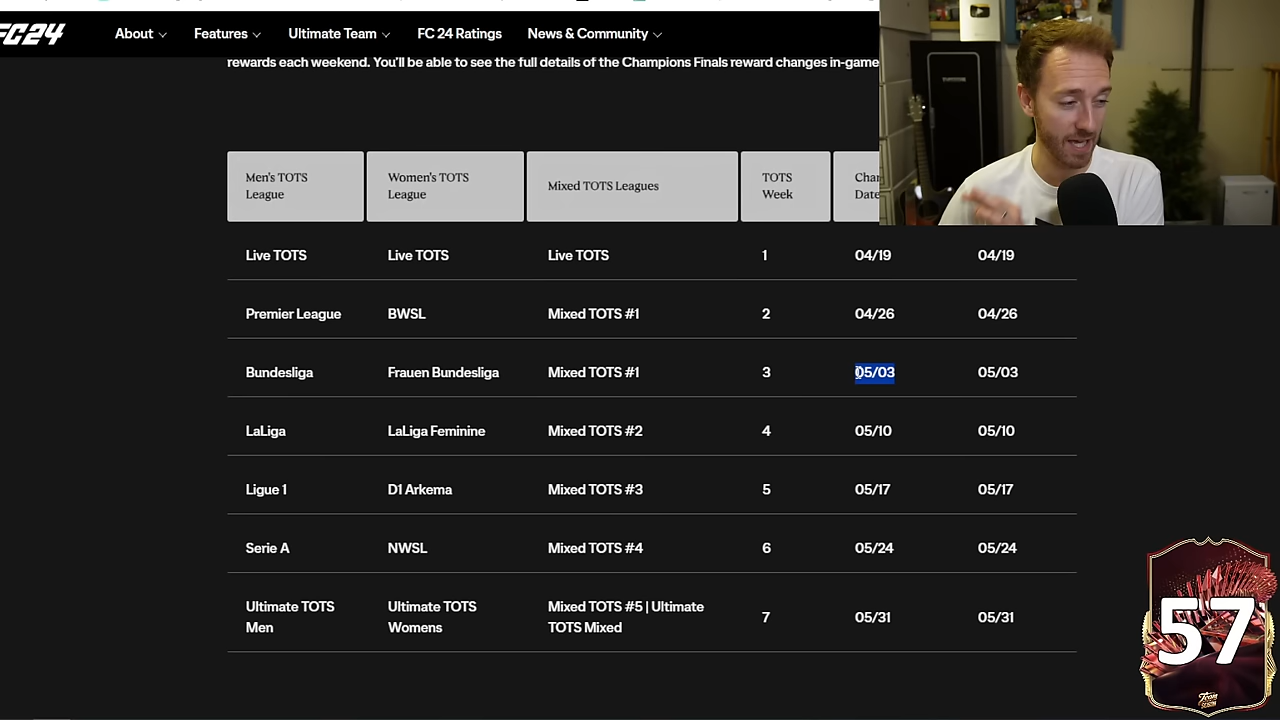 FC24
About
Features
Ultimate Team
FC 24 Ratings
News & Community
rewards each weekend. You'll be able to see the full details of the Champions Finals reward changes in-game
Men's TOTS
League
Women's TOTS
League
Mixed TOTS Leagues
TOTS
Week
Live TOTS
Live TOTS
Live TOTS
1
04/19
04/19
Premier League
BWSL
Mixed TOTS #1
2
04/26
04/26
Bundesliga
Frauen Bundesliga
Mixed TOTS #1
3
05/03
05/03
LaLiga
LaLiga Feminine
Mixed TOTS #2
4
05/10
05/10
Ligue 1
D1 Arkema
Mixed TOTS #3
5
05/17
05/17
Serie A
NWSL
Mixed TOTS #4
6
05/24
05/24
Ultimate TOTS
Men
Ultimate TOTS
Womens
Mixed TOTS #5 | Ultimate
TOTS Mixed
7
05/31
05/31
57